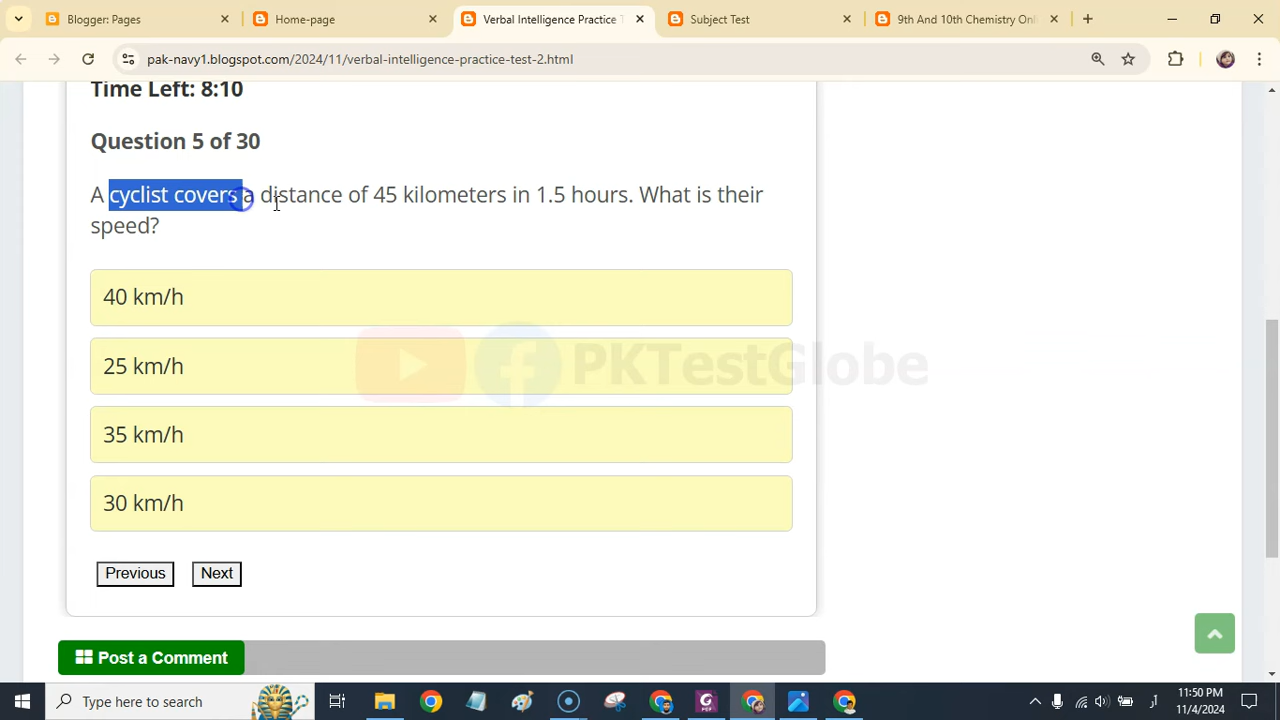 Blogger: Pages
Home-page
Verbal Intelligence Practice T
Subject Test
9th And 10th Chemistry Onl
pak-navy1.blogspot.com/2024/11/verbal-intelligence-practice-test-2.html
Time Left: 8:10
Question 5 of 30
A cyclist covers a distance of 45 kilometers in 1.5 hours. What is their
speed?
40 km/h
25 km/h
PKTestGlobe
35 km/h
30 km/h
Previous
Next
Post a Comment
Type here to search
11:50 PM
11/4/2024